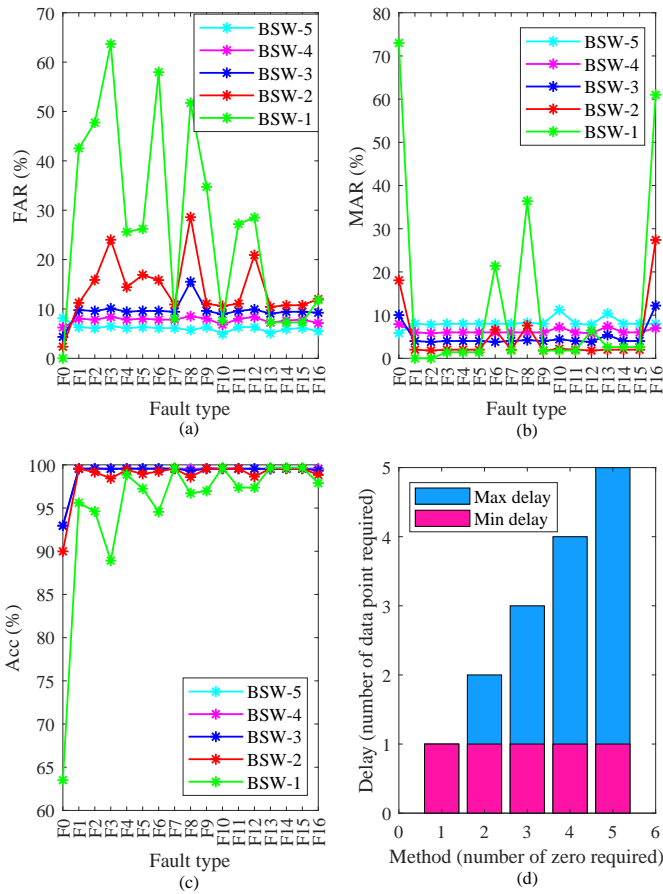 80
70
60
50
40
30
20
10
0
FAR (%)
BSW-5
BSW-4
BSW-3
BSW-2
BSW-1
F0
F1
F2
F3
F4
F5
F6
F7
F8
F9
F10
F11
F12
F13
F14
F15
F16
Fault type
(a)
80
70
60
50
40
30
20
10
0
MAR (%)
BSW-5
BSW-4
BSW-3
BSW-2
BSW-1
F0
F1
F2
F3
F4
F5
F6
F7
F8
F9
F10
F11
F12
F13
F14
F15
F16
Fault type
(b)
100
95
90
85
80
75
70
65
60
Acc (%)
BSW-5
BSW-4
BSW-3
BSW-2
BSW-1
F0
F1
F2
F3
F4
F5
F6
F7
F8
F9
F10
F11
F12
F13
F14
F15
F16
Fault type
(c)
5
4
3
2
1
0
Delay (number of data point required)
Max delay
Min delay
0 1 2 3 4 5 6
Method (number of zero required)
(d)